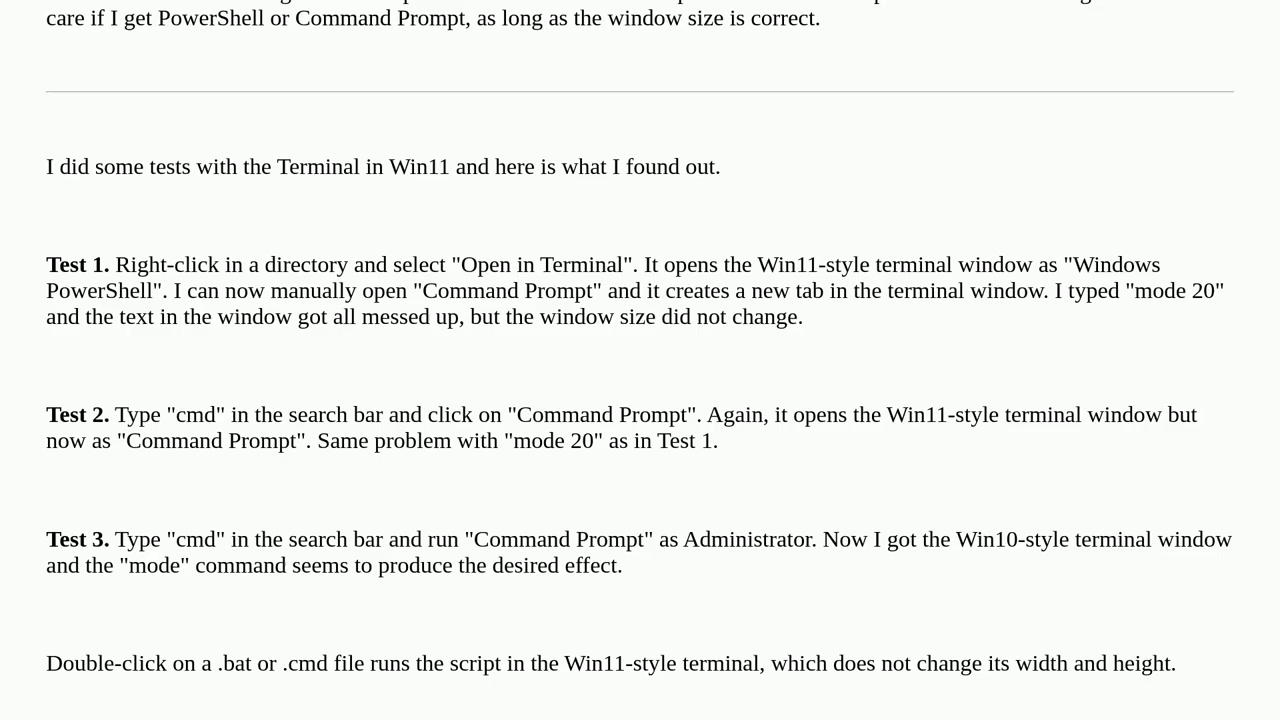 care if I get PowerShell or Command Prompt, as long as the window size is correct.
I did some tests with the Terminal in Win11 and here is what I found out.
Test 1. Right-click in a directory and select "Open in Terminal". It opens the Win11-style terminal window as "Windows
PowerShell". I can now manually open "Command Prompt" and it creates a new tab in the terminal window. I typed "mode 20"
and the text in the window got all messed up, but the window size did not change.
Test 2. Type "cmd" in the search bar and click on "Command Prompt". Again, it opens the Win11-style terminal window but
now as "Command Prompt". Same problem with "mode 20" as in Test 1.
Test 3. Type "cmd" in the search bar and run "Command Prompt" as Administrator. Now I got the Win10-style terminal window
and the "mode" command seems to produce the desired effect.
Double-click on a .bat or .cmd file runs the script in the Win11-style terminal, which does not change its width and height.